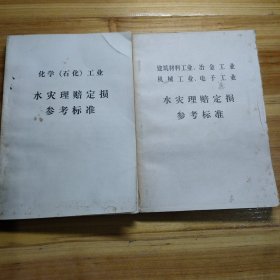 化学（石化）工业
水灾理赔定损
参考标准
建筑材料工业、冶金工业
机械工业、电子工业
水灾理赔定损
参考标准